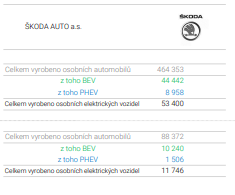 ŠKODA
ŠKODA AUTO a.s.
Celkem vyrobeno osobních automobilů 464 353
z toho BEV 44 442
z toho PHEV 8 958
Celkem vyrobeno osobních elektrických vozidel 53 400
Celkem vyrobeno osobních automobilů 88 372
z toho BEV 10 240
z toho PHEV 1 506
Celkem vyrobeno osobních elektrických vozidel 11 746